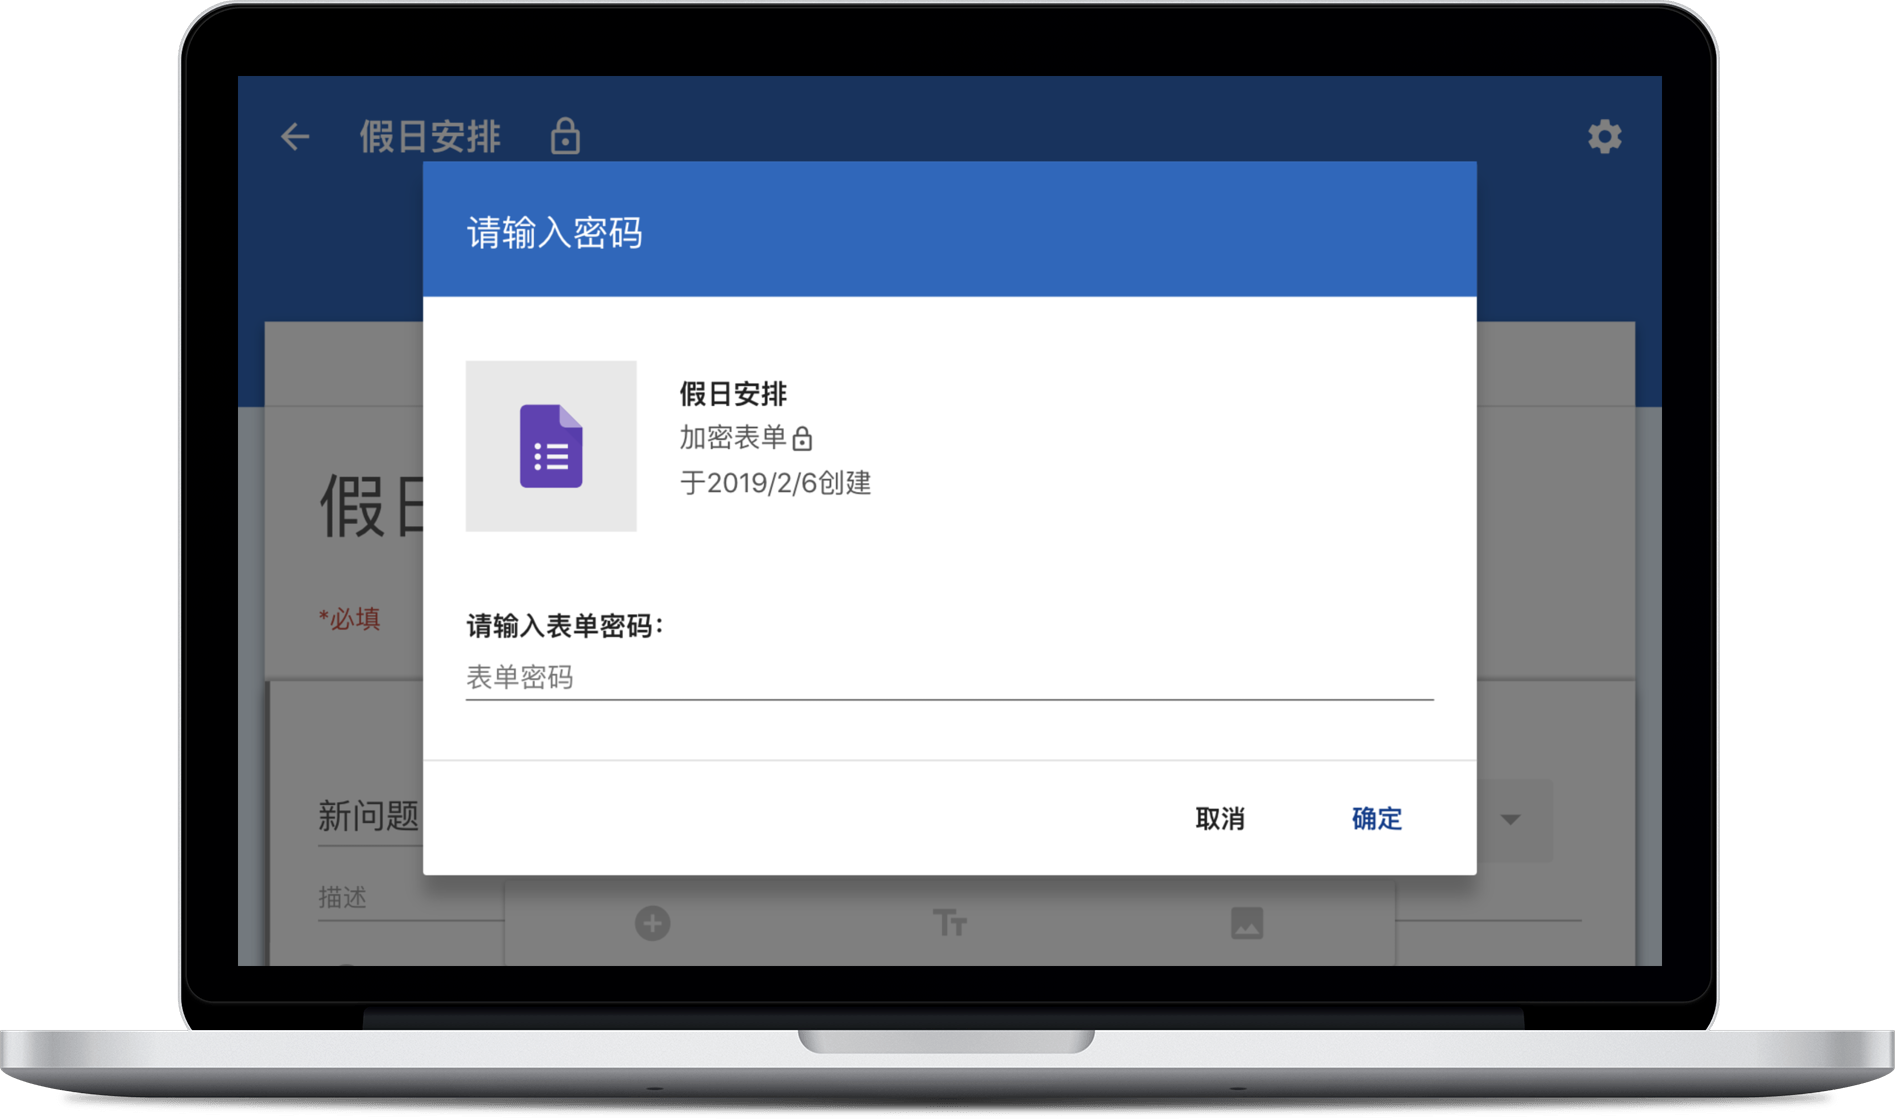 假日安排
请输入密码
假日安排
加密表单
于2019/2/6创建
假日
*必填
请输入表单密码：
表单密码
新问题
取消
确定
描述
Tт